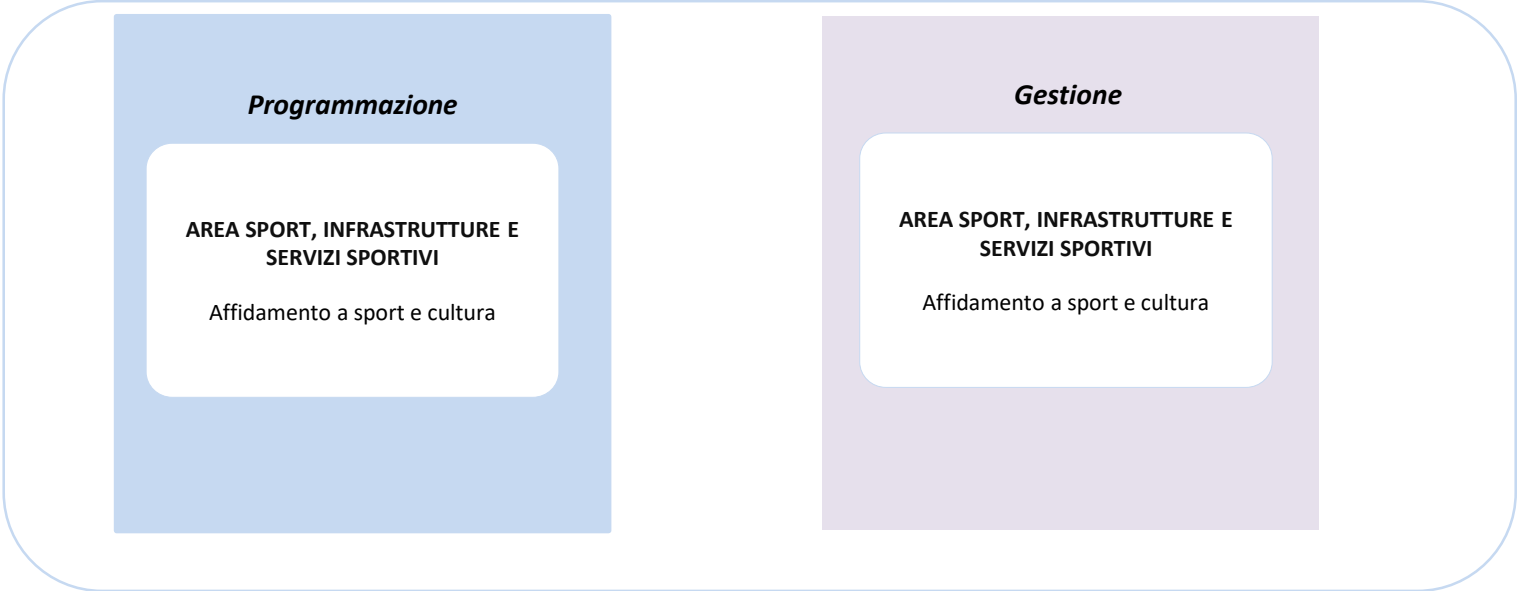 Programmazione
AREA SPORT, INFRASTRUTTURE E
SERVIZI SPORTIVI
Affidamento a sport e cultura
Gestione
AREA SPORT, INFRASTRUTTURE E
SERVIZI SPORTIVI
Affidamento a sport e cultura